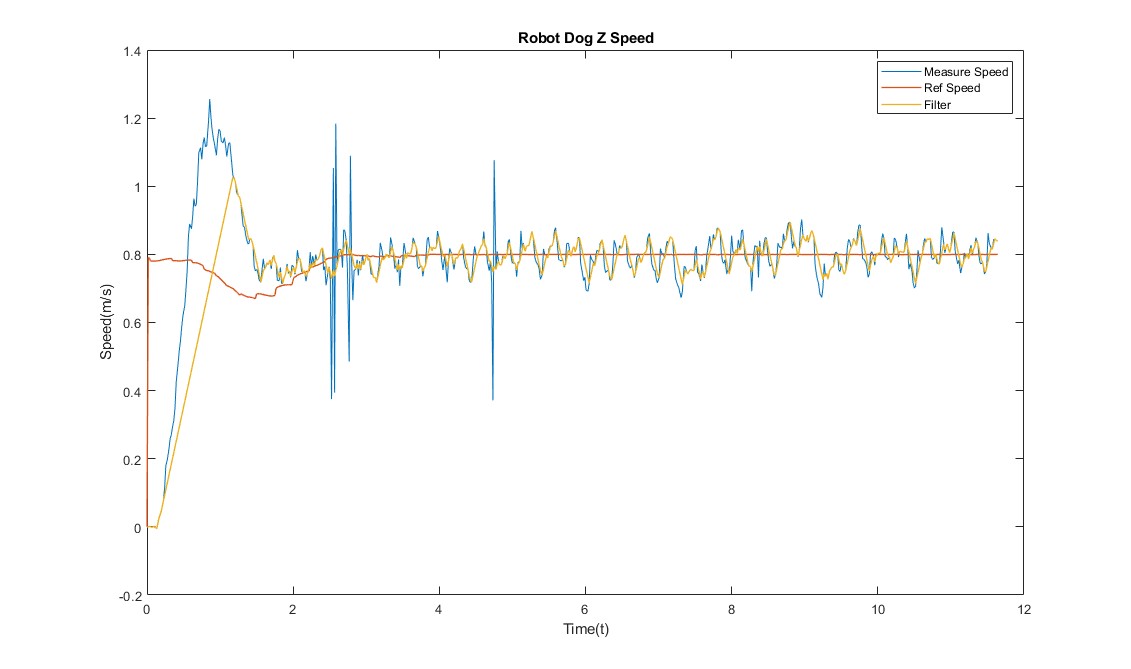 Robot Dog Z Speed
1.4
1.2
1
0.8
0.6
0.4
0.2
0
-0.2
Speed(m/s)
Measure Speed
Ref Speed
Filter
0 2 4 6 8 10 12
Time(t)